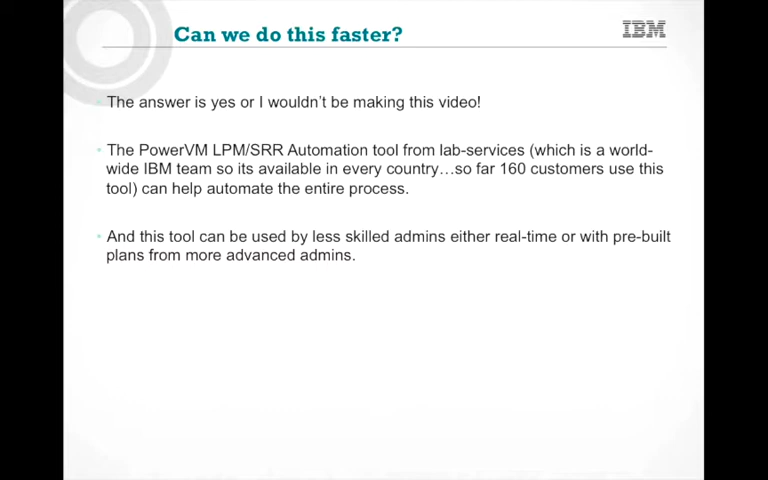 Can we do this faster?
IBM
The answer is yes or I wouldn't be making this video!
The PowerVM LPM/SRR Automation tool from lab-services (which is a world-
wide IBM team so its available in every country…so far 160 customers use this
tool) can help automate the entire process.
And this tool can be used by less skilled admins either real-time or with pre-built
plans from more advanced admins.